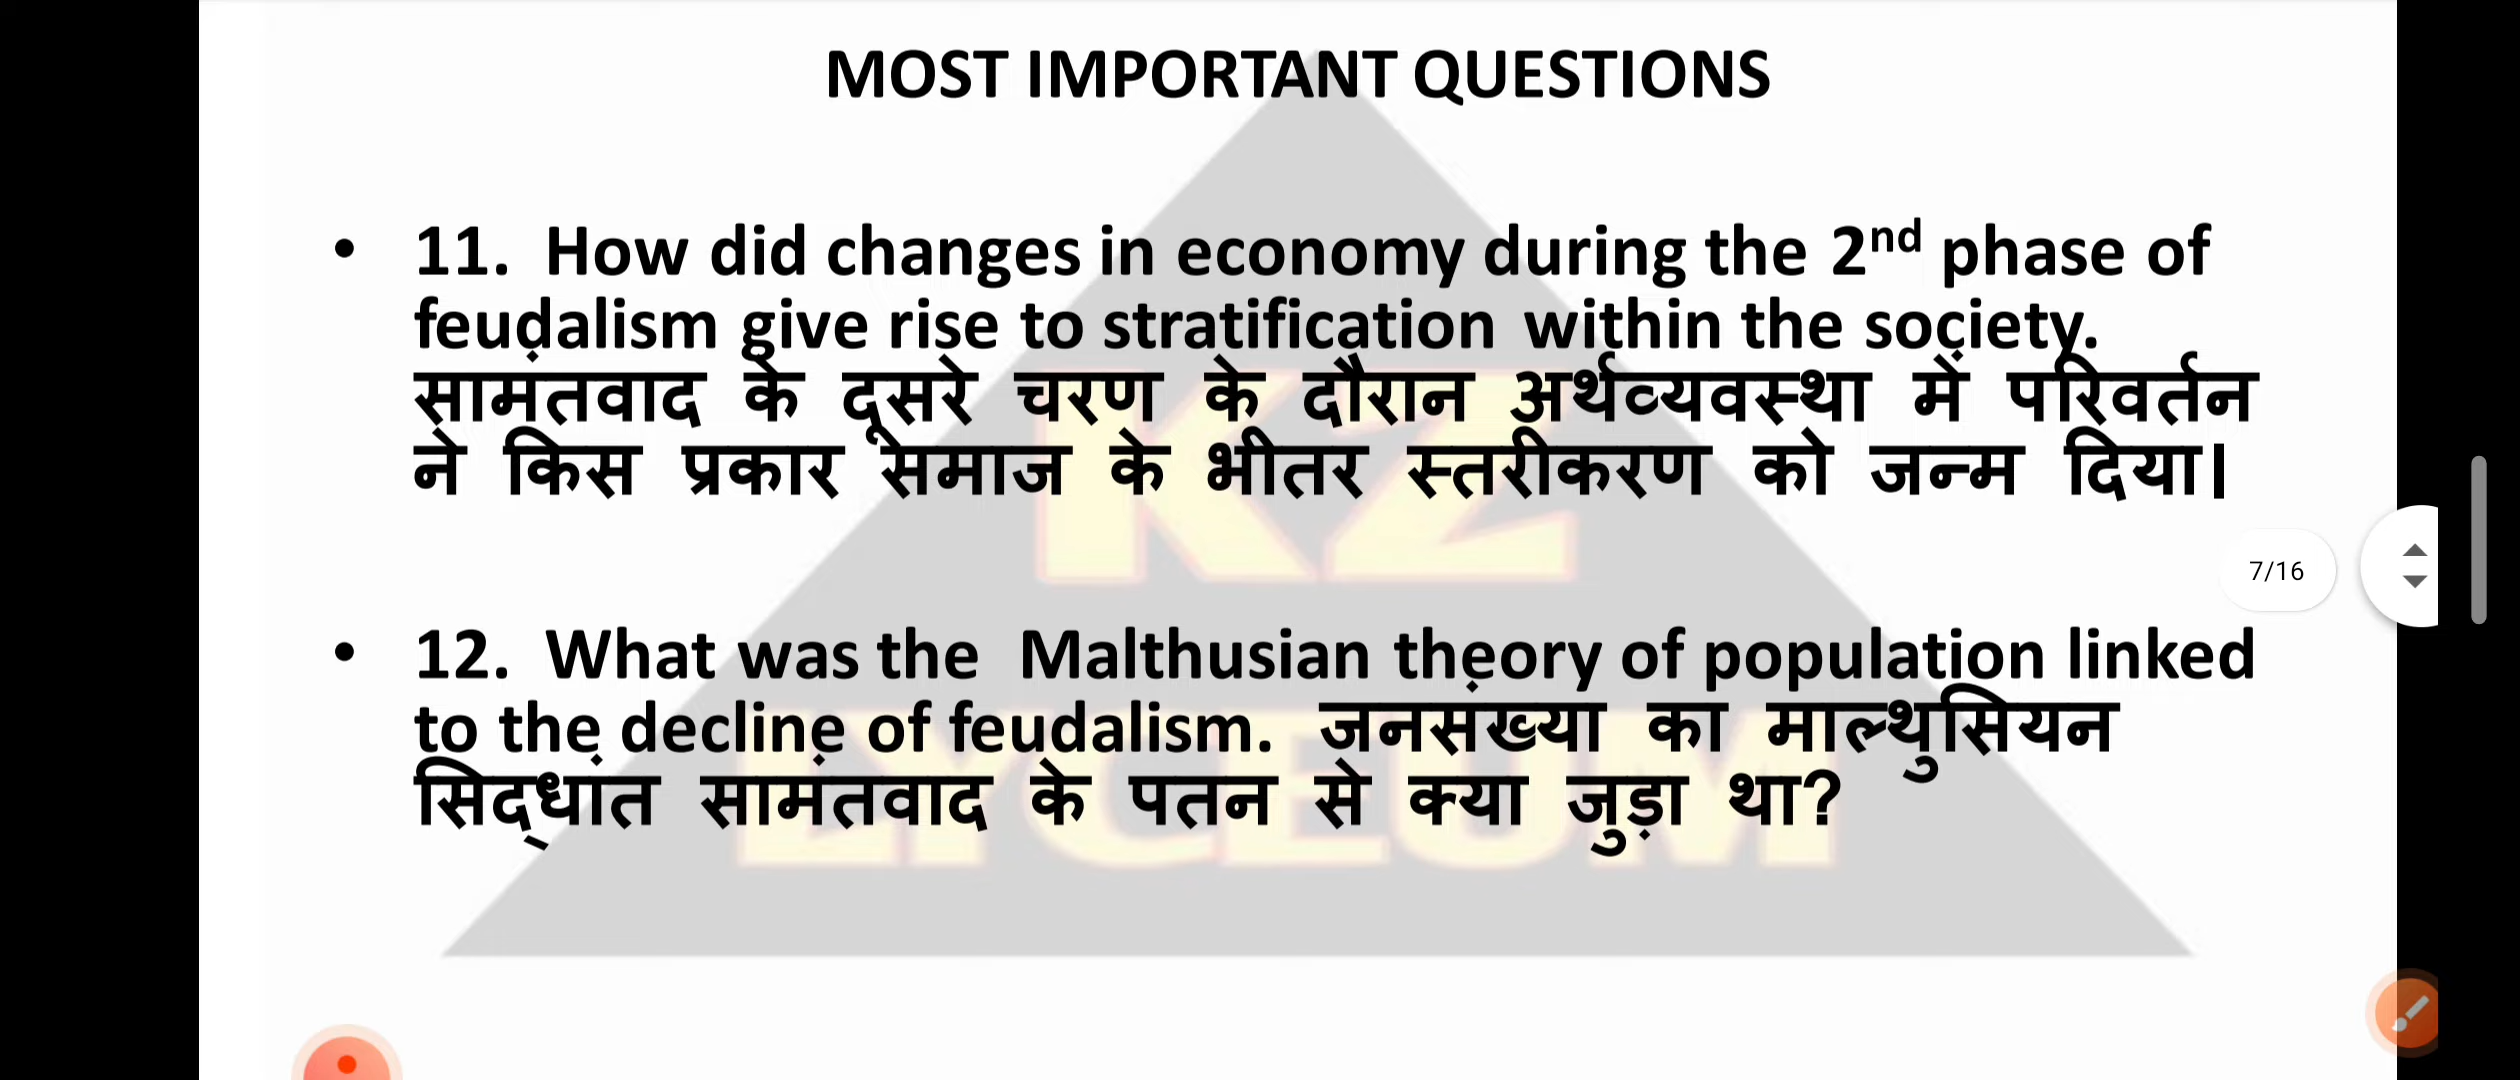 MOST IMPORTANT QUESTIONS
• 11. How did changes in economy during the 2nd phase of
feudalism give rise to stratification within the society.
सामंतवाद के दूसरे चरण के दौरान अर्थव्यवस्था में परिवर्तन
ने किस प्रकार समाज के भीतर स्तरीकरण को जन्म दिया।
7/16
• 12. What was the Malthusian theory of population linked
to the decline of feudalism. जनसंख्या का माल्थुसियन
सिद्धांत सामंतवाद के पतन से क्या जुड़ा था?
KZ
LYCEUM